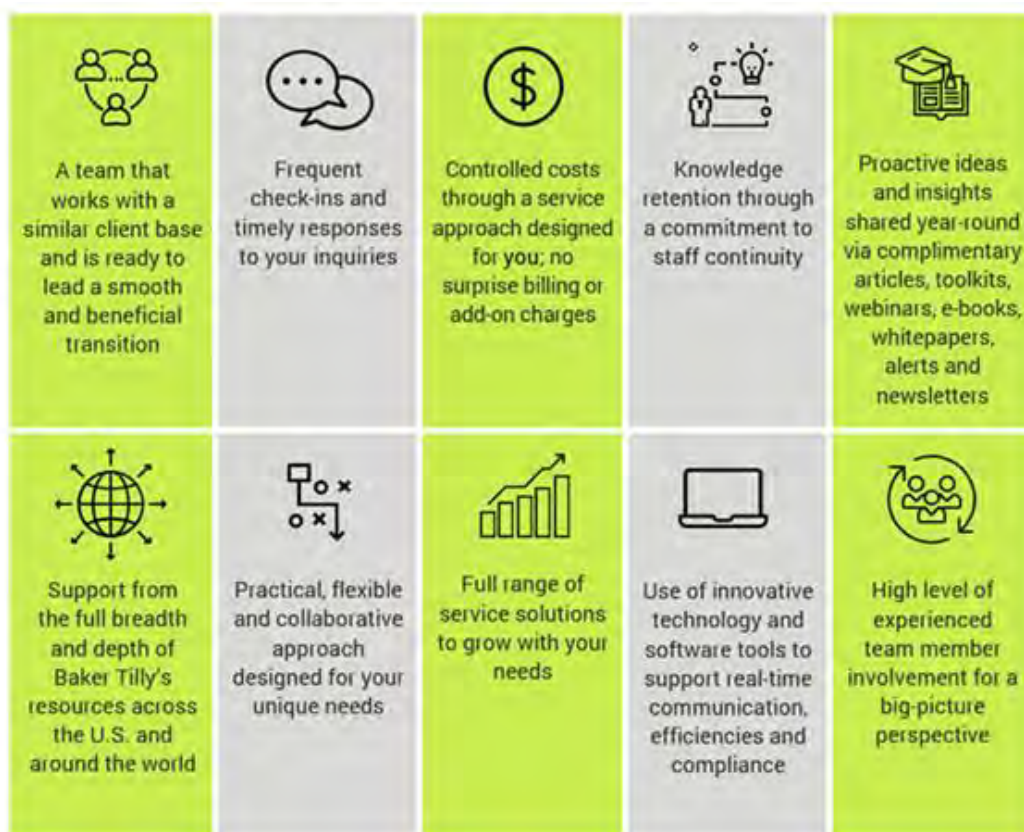 A team that
works with a
similar client base
and is ready to
lead a smooth
and beneficial
transition
Frequent
check-ins and
timely responses
to your inquiries
Controlled costs
through a service
approach designed
for you; no
surprise billing or
add-on charges
Knowledge
retention through
a commitment to
staff continuity
Proactive ideas
and insights
shared year-round
via complimentary
articles, toolkits,
webinars, e-books,
whitepapers,
alerts and
newsletters
Support from
the full breadth
and depth of
Baker Tilly's
resources across
the U.S. and
around the world
Practical, flexible
and collaborative
approach
designed for your
unique needs
Full range of
service solutions
to grow with your
needs
Use of innovative
technology and
software tools to
support real-time
communication,
efficiencies and
compliance
High level of
experienced
team member
involvement for a
big-picture
perspective